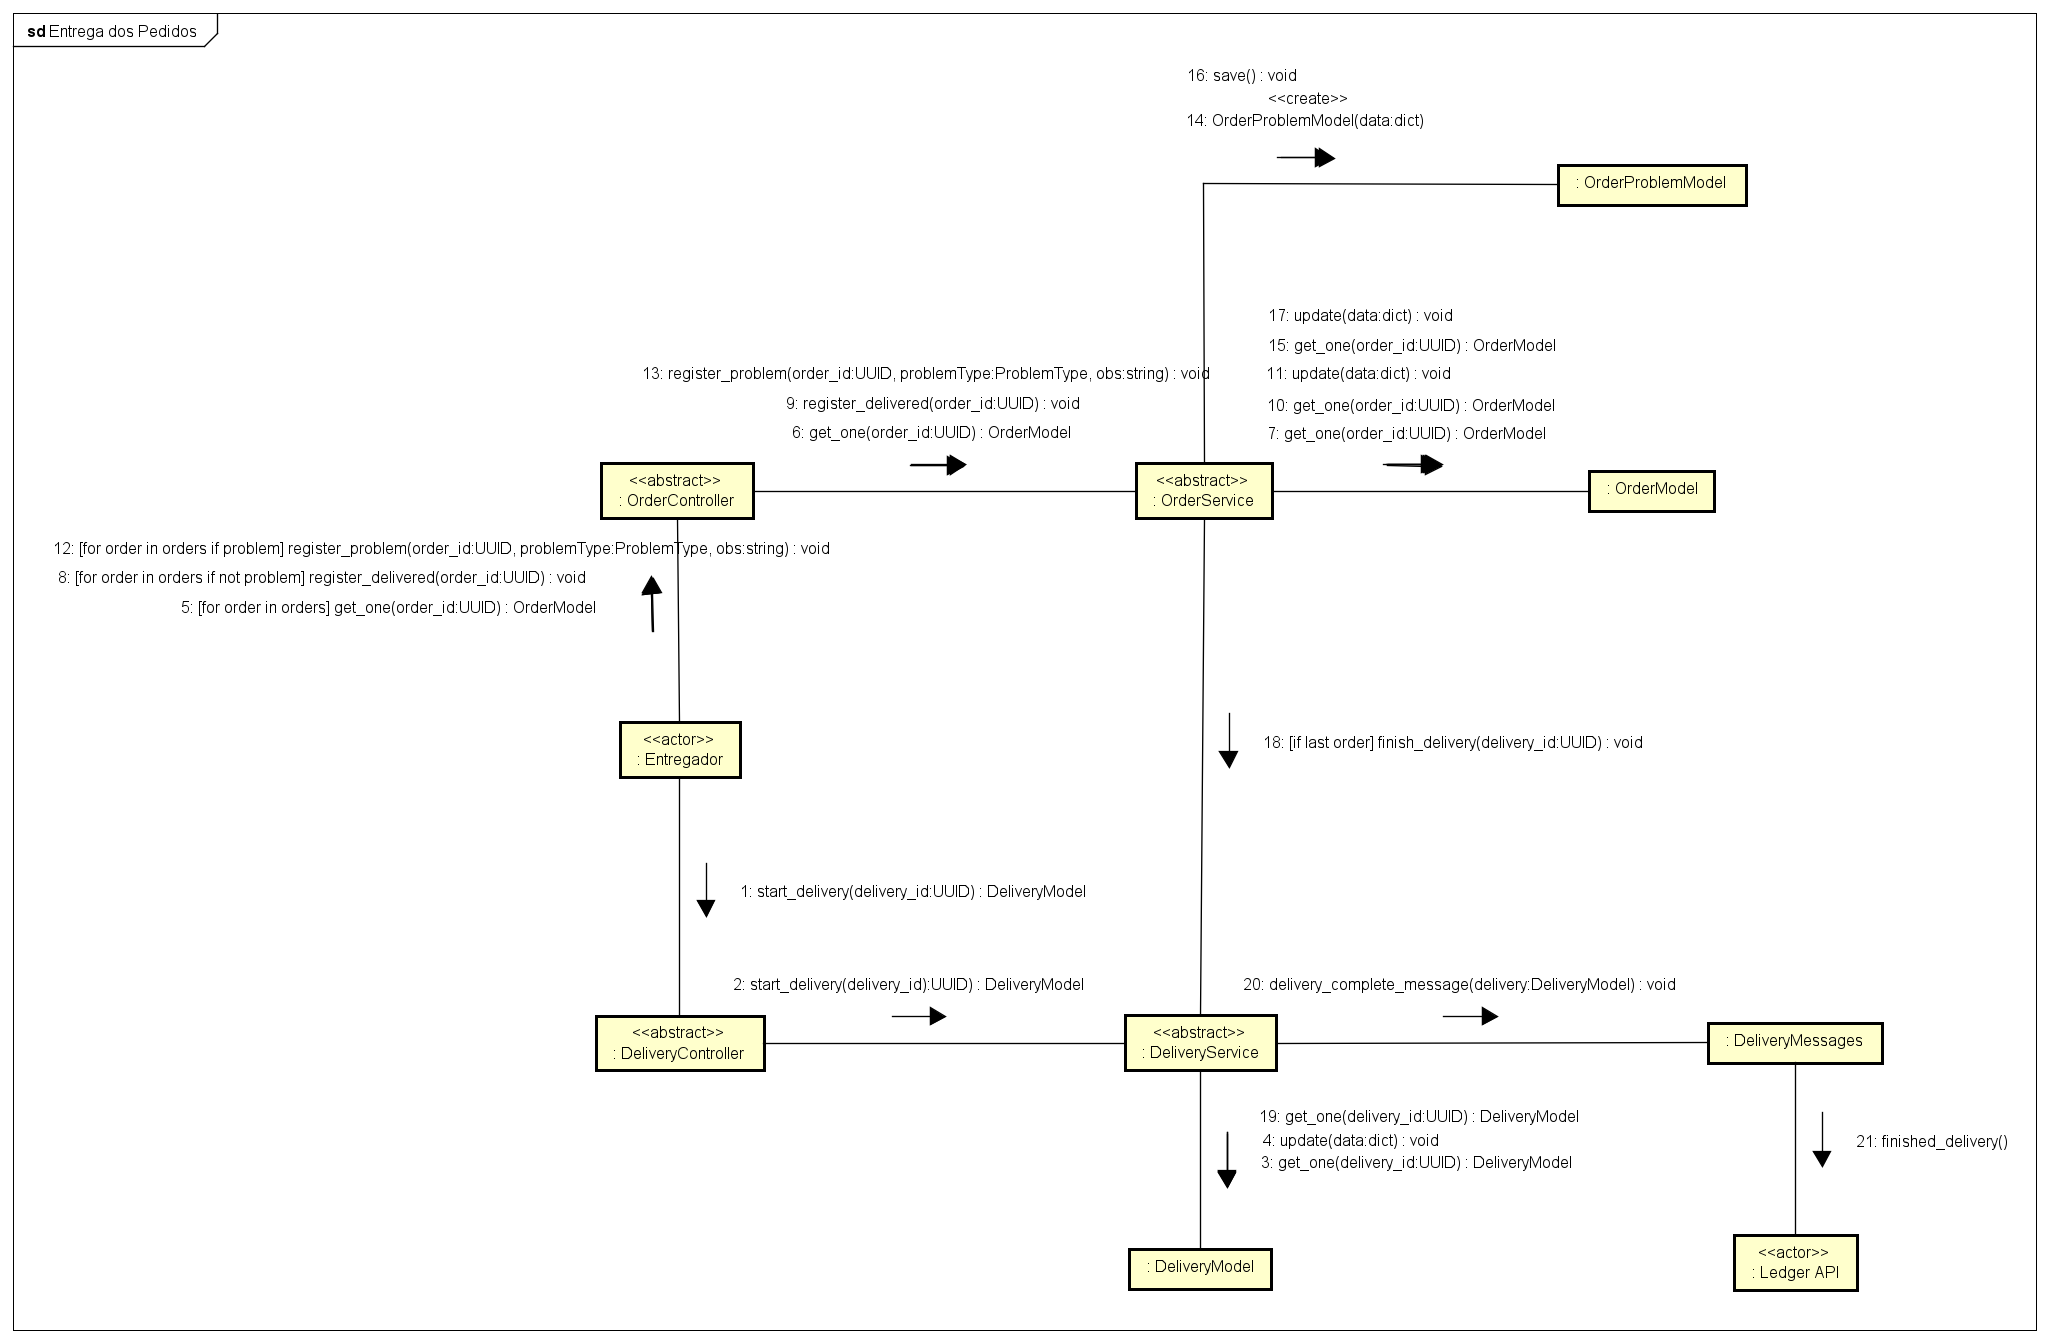 sd Entrega dos Pedidos
16: save() : void
<<create>>
14: OrderProblemModel(data:dict)
: OrderProblemModel
17: update(data:dict) : void
15: get_one(order_id:UUID) : OrderModel
13: register_problem(order_id:UUID, problemType:ProblemType, obs:string) : void
11: update(data:dict) : void
9: register_delivered(order_id:UUID) : void
10: get_one(order_id:UUID) : OrderModel
6: get_one(order_id:UUID) : OrderModel
7: get_one(order_id:UUID) : OrderModel
<<abstract>>
: OrderController
<<abstract>>
: OrderService
: OrderModel
12: [for order in orders if problem] register_problem(order_id:UUID, problemType:ProblemType, obs:string) : void
8: [for order in orders if not problem] register_delivered(order_id:UUID) : void
5: [for order in orders] get_one(order_id:UUID) : OrderModel
<<actor>>
: Entregador
18: [if last order] finish_delivery(delivery_id:UUID) : void
1: start_delivery(delivery_id:UUID) : DeliveryModel
2: start_delivery(delivery_id):UUID) : DeliveryModel
20: delivery_complete_message(delivery:DeliveryModel) : void
<<abstract>>
: DeliveryController
<<abstract>>
: DeliveryService
: DeliveryMessages
19: get_one(delivery_id:UUID) : DeliveryModel
4: update(data:dict) : void
3: get_one(delivery_id:UUID) : DeliveryModel
21: finished_delivery()
: DeliveryModel
<<actor>>
: Ledger API